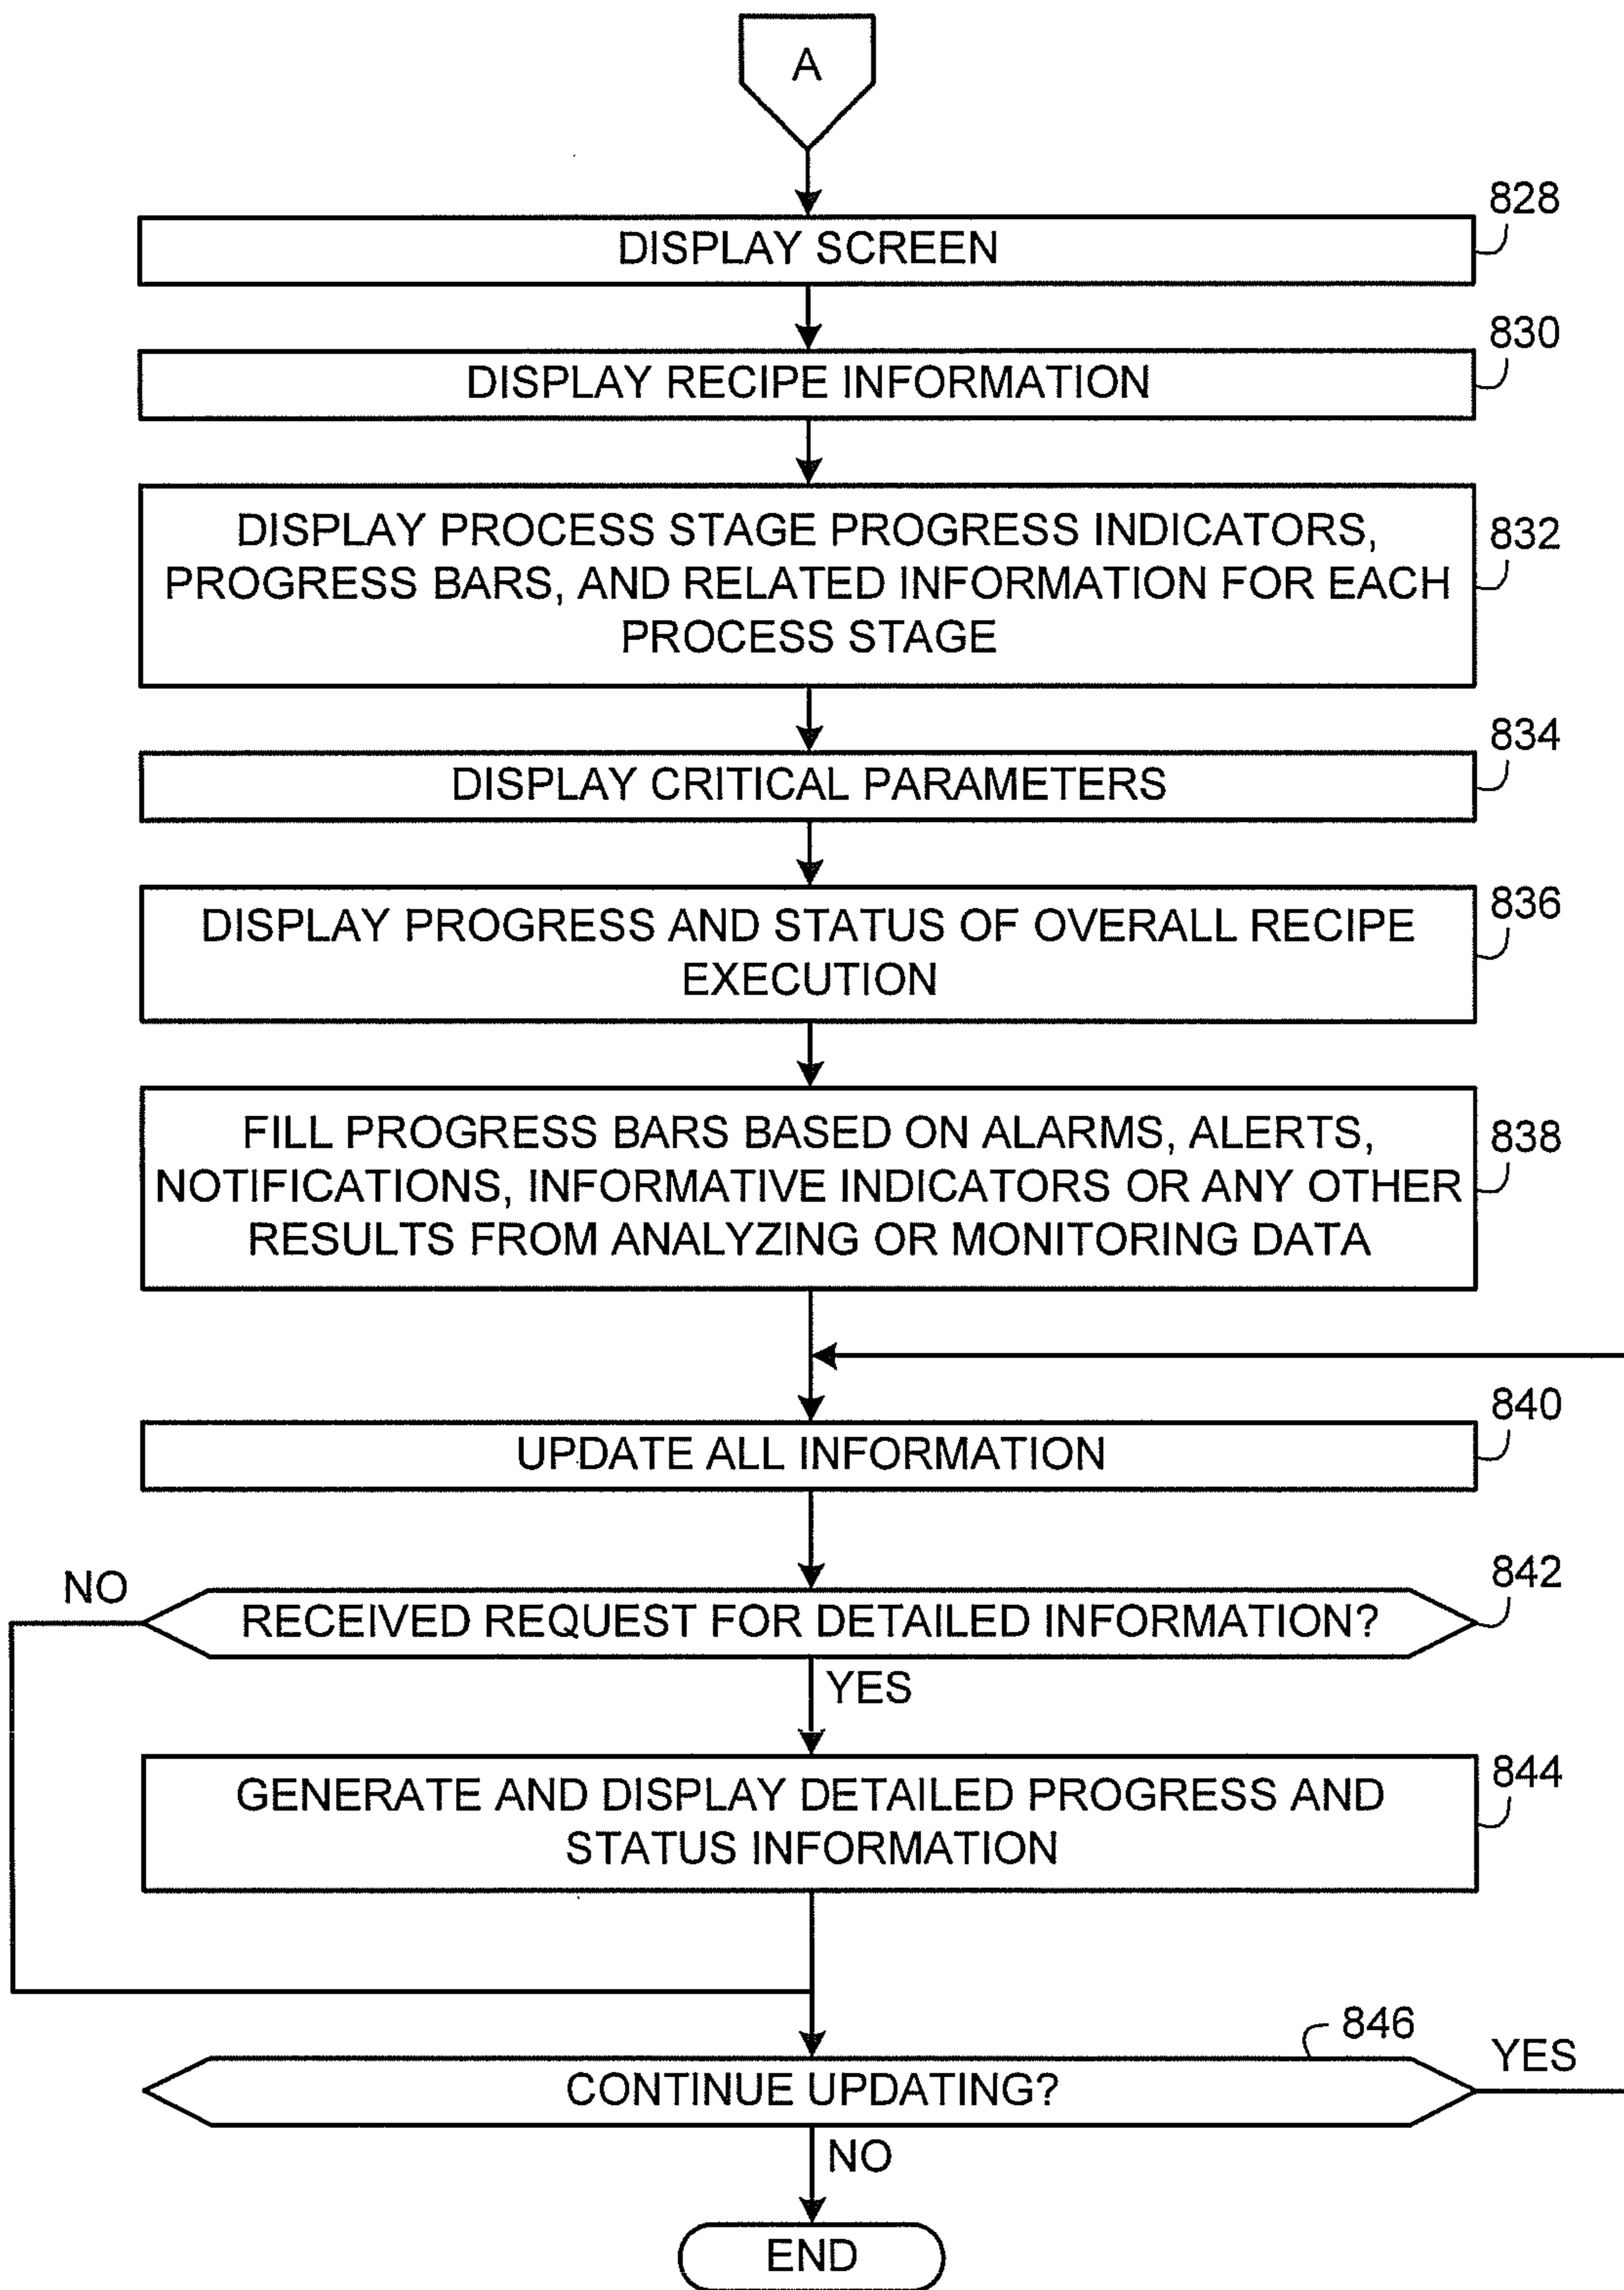 A
828
DISPLAY SCREEN
830
DISPLAY RECIPE INFORMATION
DISPLAY PROCESS STAGE PROGRESS INDICATORS,
832
PROGRESS BARS, AND RELATED INFORMATION FOR EACH
PROCESS STAGE
834
DISPLAY CRITICAL PARAMETERS
836
DISPLAY PROGRESS AND STATUS OF OVERALL RECIPE
EXECUTION
FILL PROGRESS BARS BASED ON ALARMS, ALERTS,
838
NOTIFICATIONS, INFORMATIVE INDICATORS OR ANY OTHER
RESULTS FROM ANALYZING OR MONITORING DATA
840
UPDATE ALL INFORMATION
NO
842
RECEIVED REQUEST FOR DETAILED INFORMATION?
YES
844
GENERATE AND DISPLAY DETAILED PROGRESS AND
STATUS INFORMATION
846
YES
CONTINUE UPDATING?
NO
END